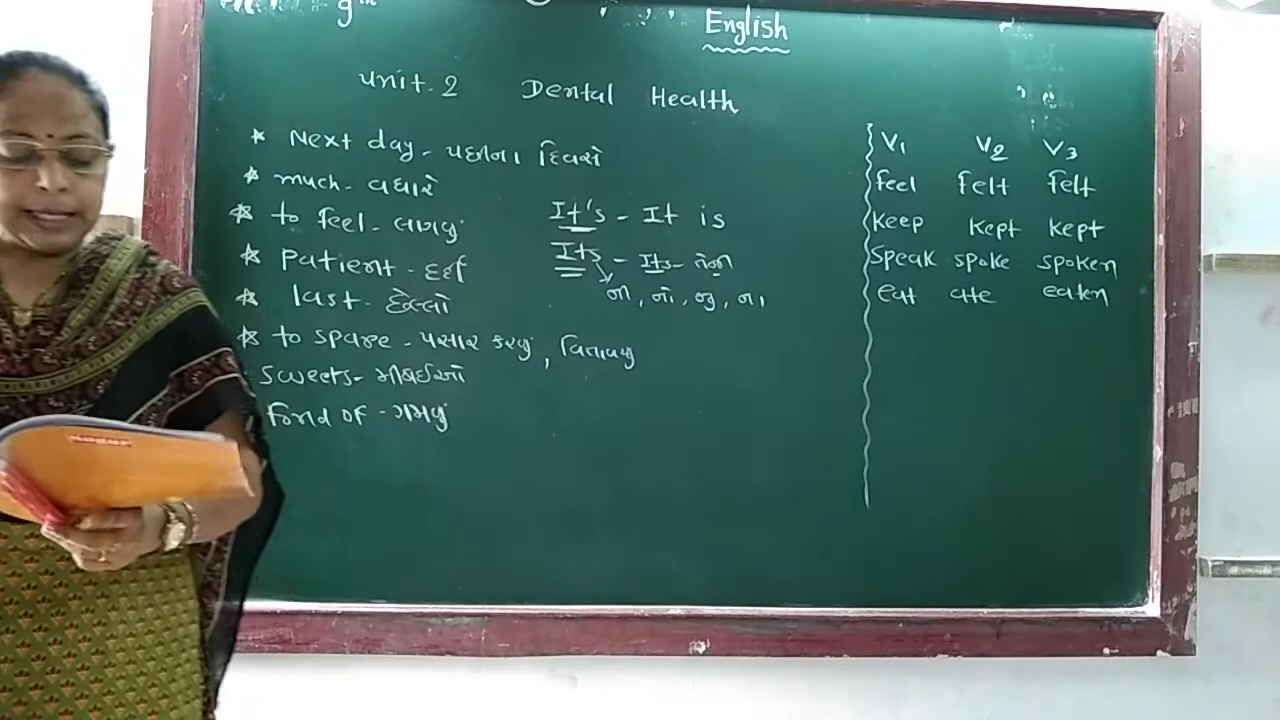 9th
English
Unit. 2 Dental Health
* Next day - પછીના દિવસે
* much - વધારે
* to feel - લાગવું
* Patient - દર્દી
* last - છેલ્લો
* to spare - પસાર કરવું, વિતાવવું
sweets - મીઠાઈઓ
fond of - ગમવું
It's - It is
Its - Its - તેની
ની, નો, નું, ના
V1 V2 V3
feel felt felt
keep kept kept
speak spoke spoken
eat ate eaten